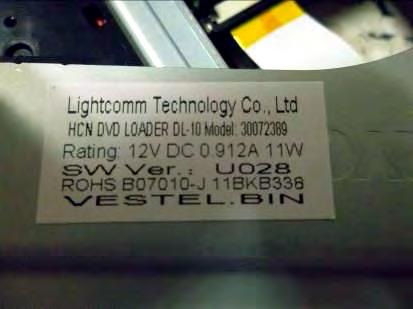 Lightcomm Technology Co., Ltd
HCN DVD LOADER DL-10 Model: 30072389
Rating: 12V DC 0.912A 11W
SW Ver.: U028
ROHS B07010-J 11BKB338
VESTEL.BIN